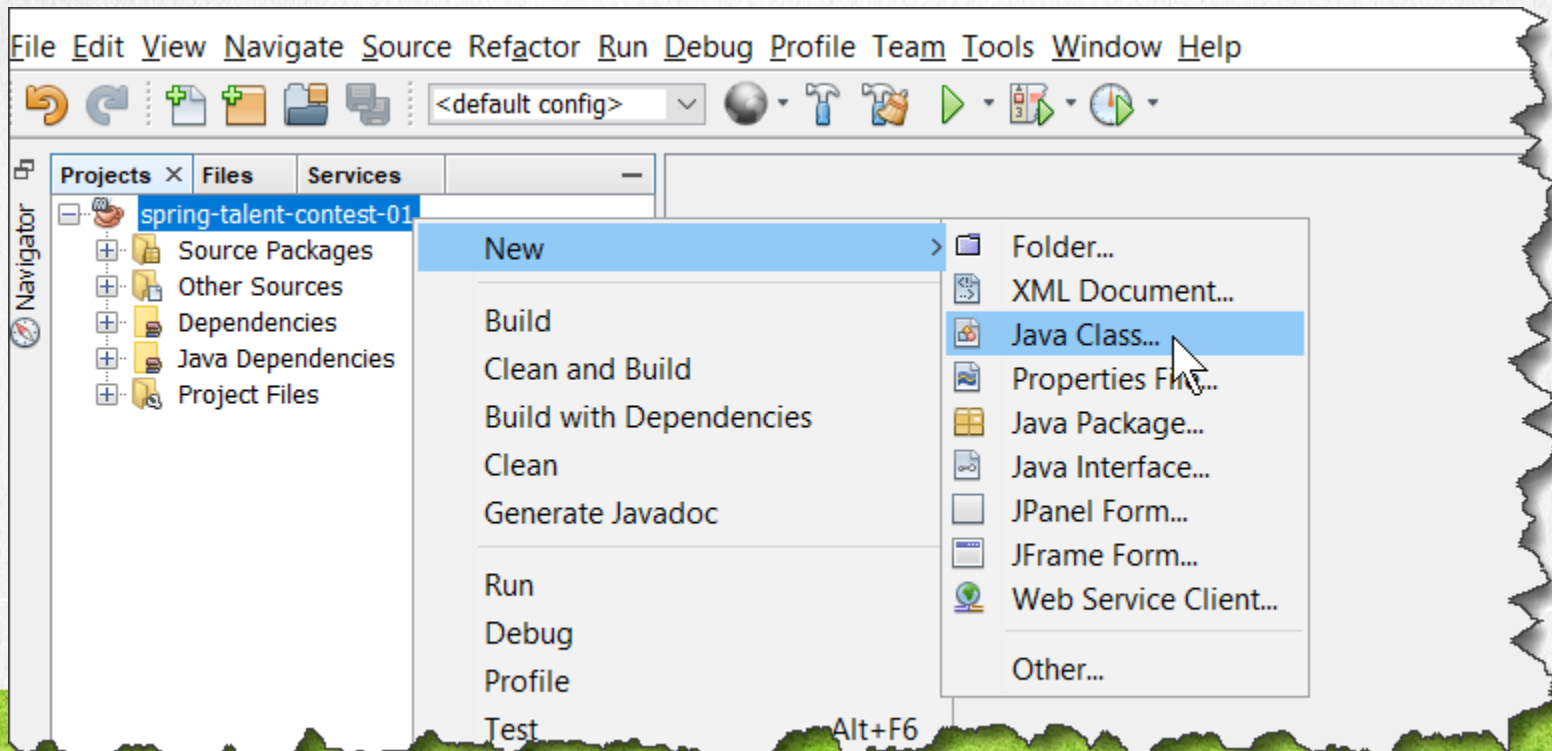 File Edit View Navigate Source Refactor Run Debug Profile Team Tools Window Help
<default config>
Projects Files Services
Navigator
spring-talent-contest-01
Source Packages
Other Sources
Dependencies
Java Dependencies
Project Files
New
Build
Clean and Build
Build with Dependencies
Clean
Generate Javadoc
Run
Debug
Profile
Test Alt+F6
Folder...
XML Document...
Java Class...
Properties File...
Java Package...
Java Interface...
JPanel Form...
JFrame Form...
Web Service Client...
Other...